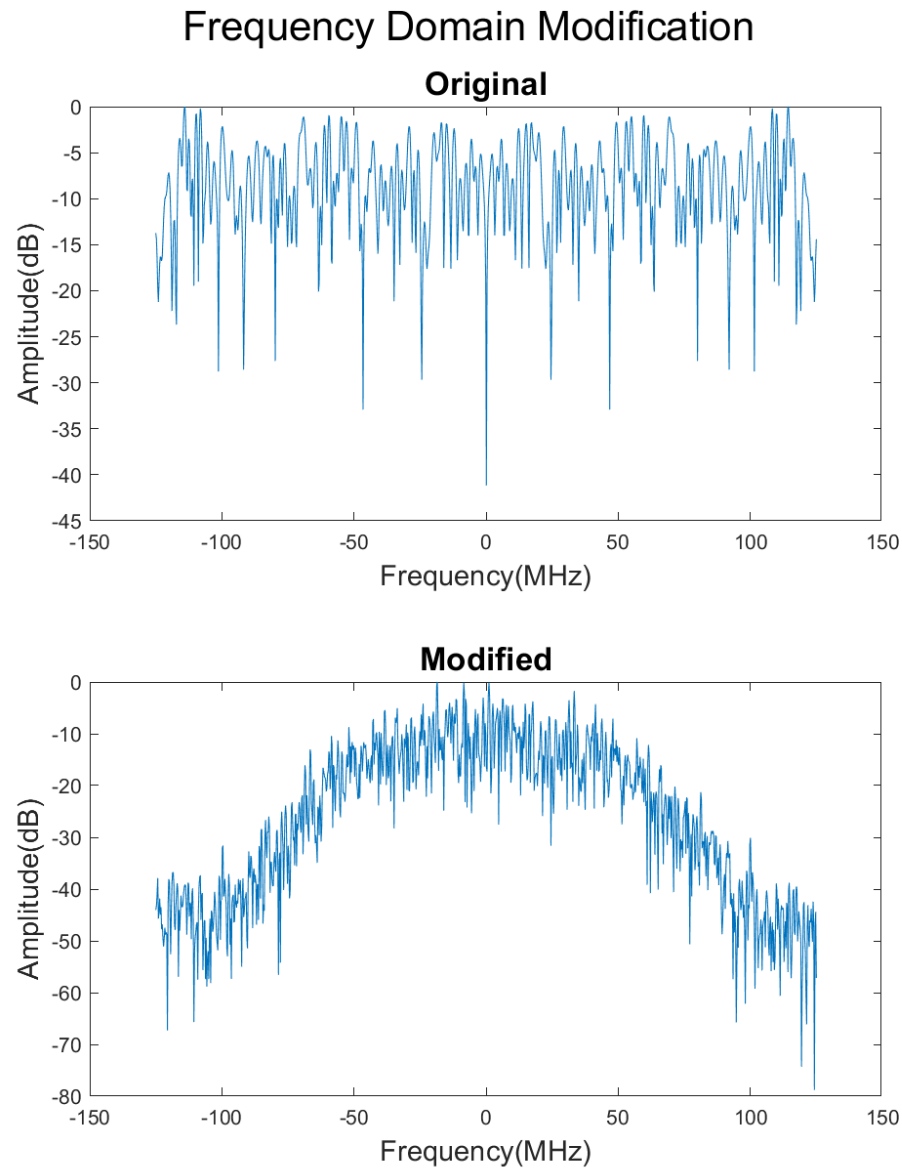 Frequency Domain Modification
Original
0
-5
-10
-15
-20
-25
-30
-35
-40
-45
Amplitude(dB)
-150 -100 -50 0 50 100 150
Frequency(MHz)
Modified
0
-10
-20
-30
-40
-50
-60
-70
-80
Amplitude(dB)
-150 -100 -50 0 50 100 150
Frequency(MHz)